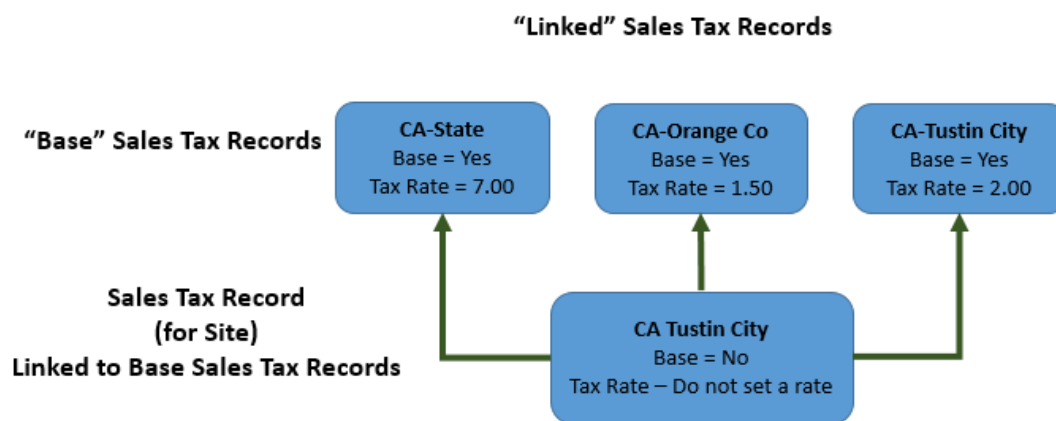 “Linked” Sales Tax Records
“Base” Sales Tax Records
CA-State
Base = Yes
Tax Rate = 7.00
CA-Orange Co
Base = Yes
Tax Rate = 1.50
CA-Tustin City
Base = Yes
Tax Rate = 2.00
Sales Tax Record
(for Site)
Linked to Base Sales Tax Records
CA Tustin City
Base = No
Tax Rate – Do not set a rate